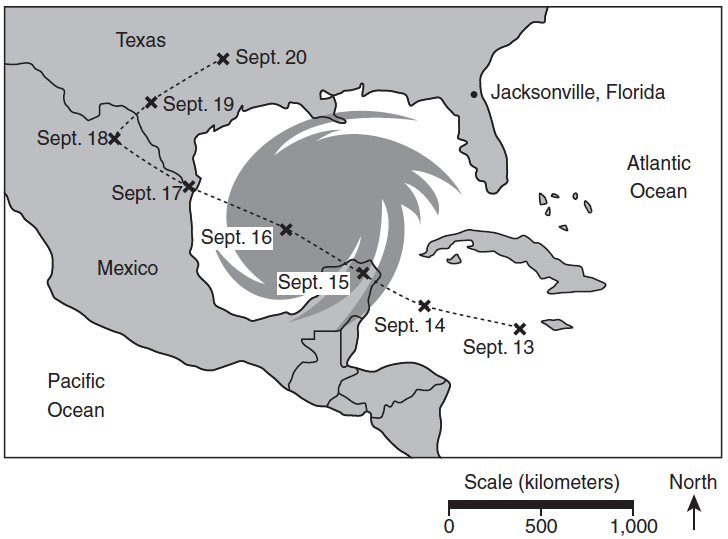 Texas
Sept. 20
Sept. 19
Jacksonville, Florida
Sept. 18
Atlantic
Ocean
Sept. 17
Sept. 16
Mexico
Sept. 15
Sept. 14
Sept. 13
Pacific
Ocean
Scale (kilometers)
North
0 500 1,000